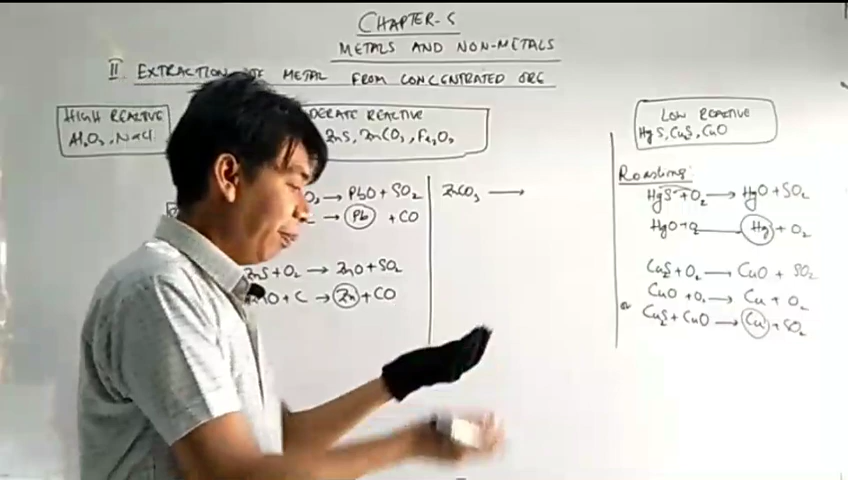 CHAPTER-5
METALS AND NON-METALS
II EXTRACTION OF METAL FROM CONCENTRATED ORE
HIGH REACTIVE
Al₂O₃, NaCl
MODERATE REACTIVE
ZnS, ZnCO₃, Fe₂O₃
O₂ → PbO + SO₂
→ Pb + CO
ZnS + O₂ → ZnO + SO₂
O + C → Zn + CO
ZnCO₃ →
LOW REACTIVE
HgS, Cu₂S, CuO
Roasting:
HgS + O₂ → HgO + SO₂
HgO + O₂ → Hg + O₂
Cu₂S + O₂ → CuO + SO₂
CuO + O₂ → Cu + O₂
Cu₂S + CuO → Cu + SO₂